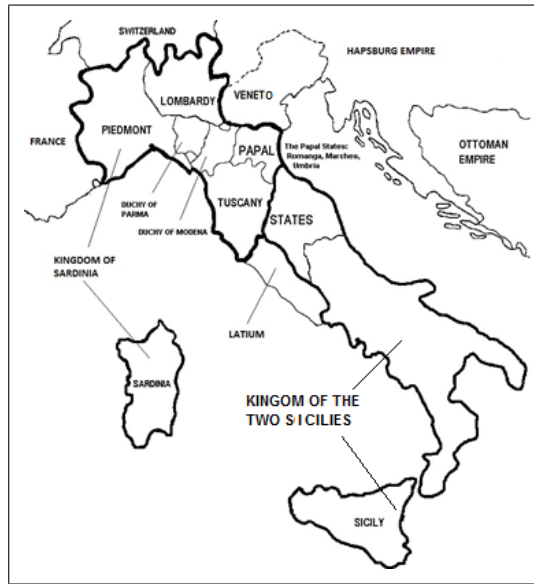 SWITZERLAND
HAPSBURG EMPIRE
LOMBARDY
VENETO
FRANCE
PIEDMONT
PAPAL
The Papal States:
Romanga, Marches,
Umbria
OTTOMAN
EMPIRE
DUCHY OF
PARMA
TUSCANY
STATES
DUCHY OF MODENA
KINGDOM OF
SARDINIA
LATIUM
SARDINIA
KINGOM OF THE
TWO SICILIES
SICILY